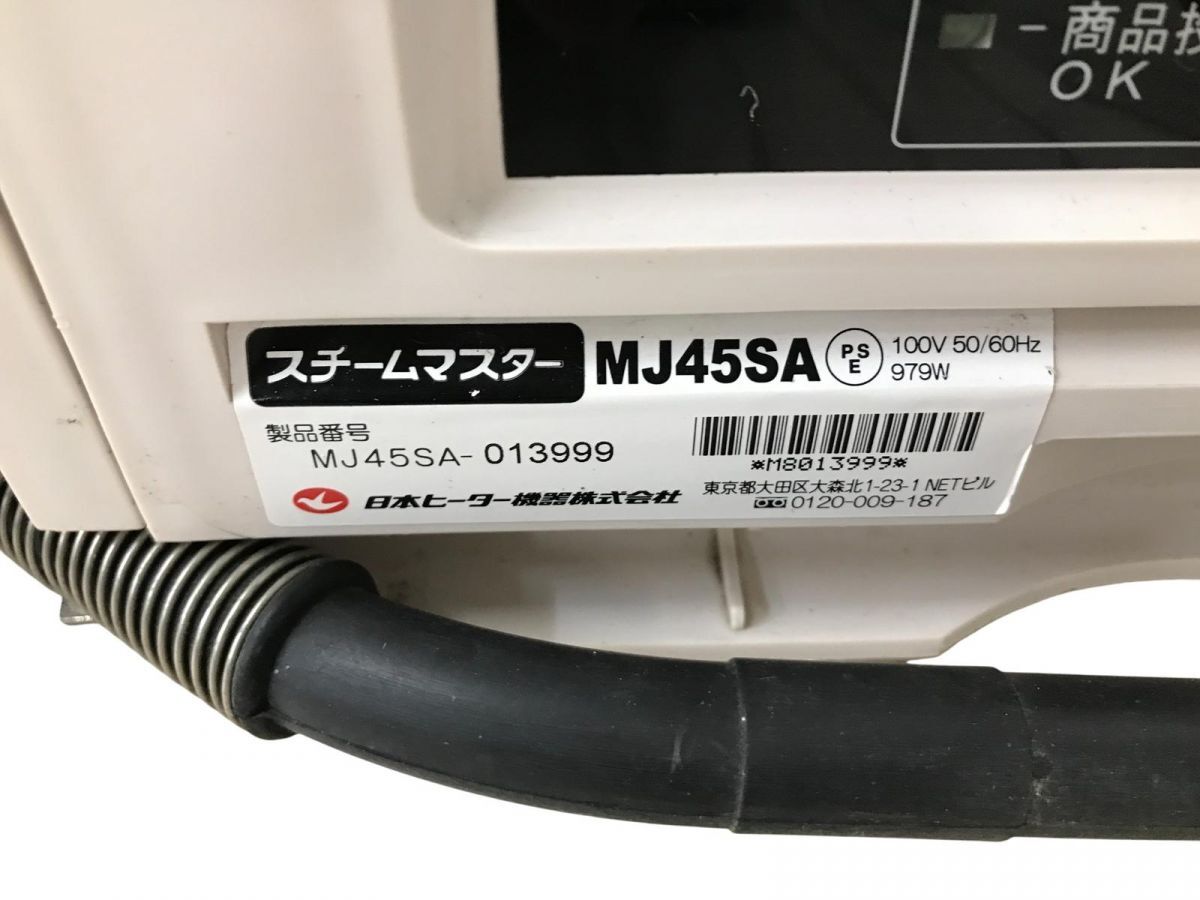 - 商品投
OK
スチームマスター MJ45SA PSE 100V 50/60Hz
979W
製品番号
MJ45SA- 013999
*M8013999*
日本ヒーター機器株式会社
東京都大田区大森北1-23-1 NETビル
0120-009-187